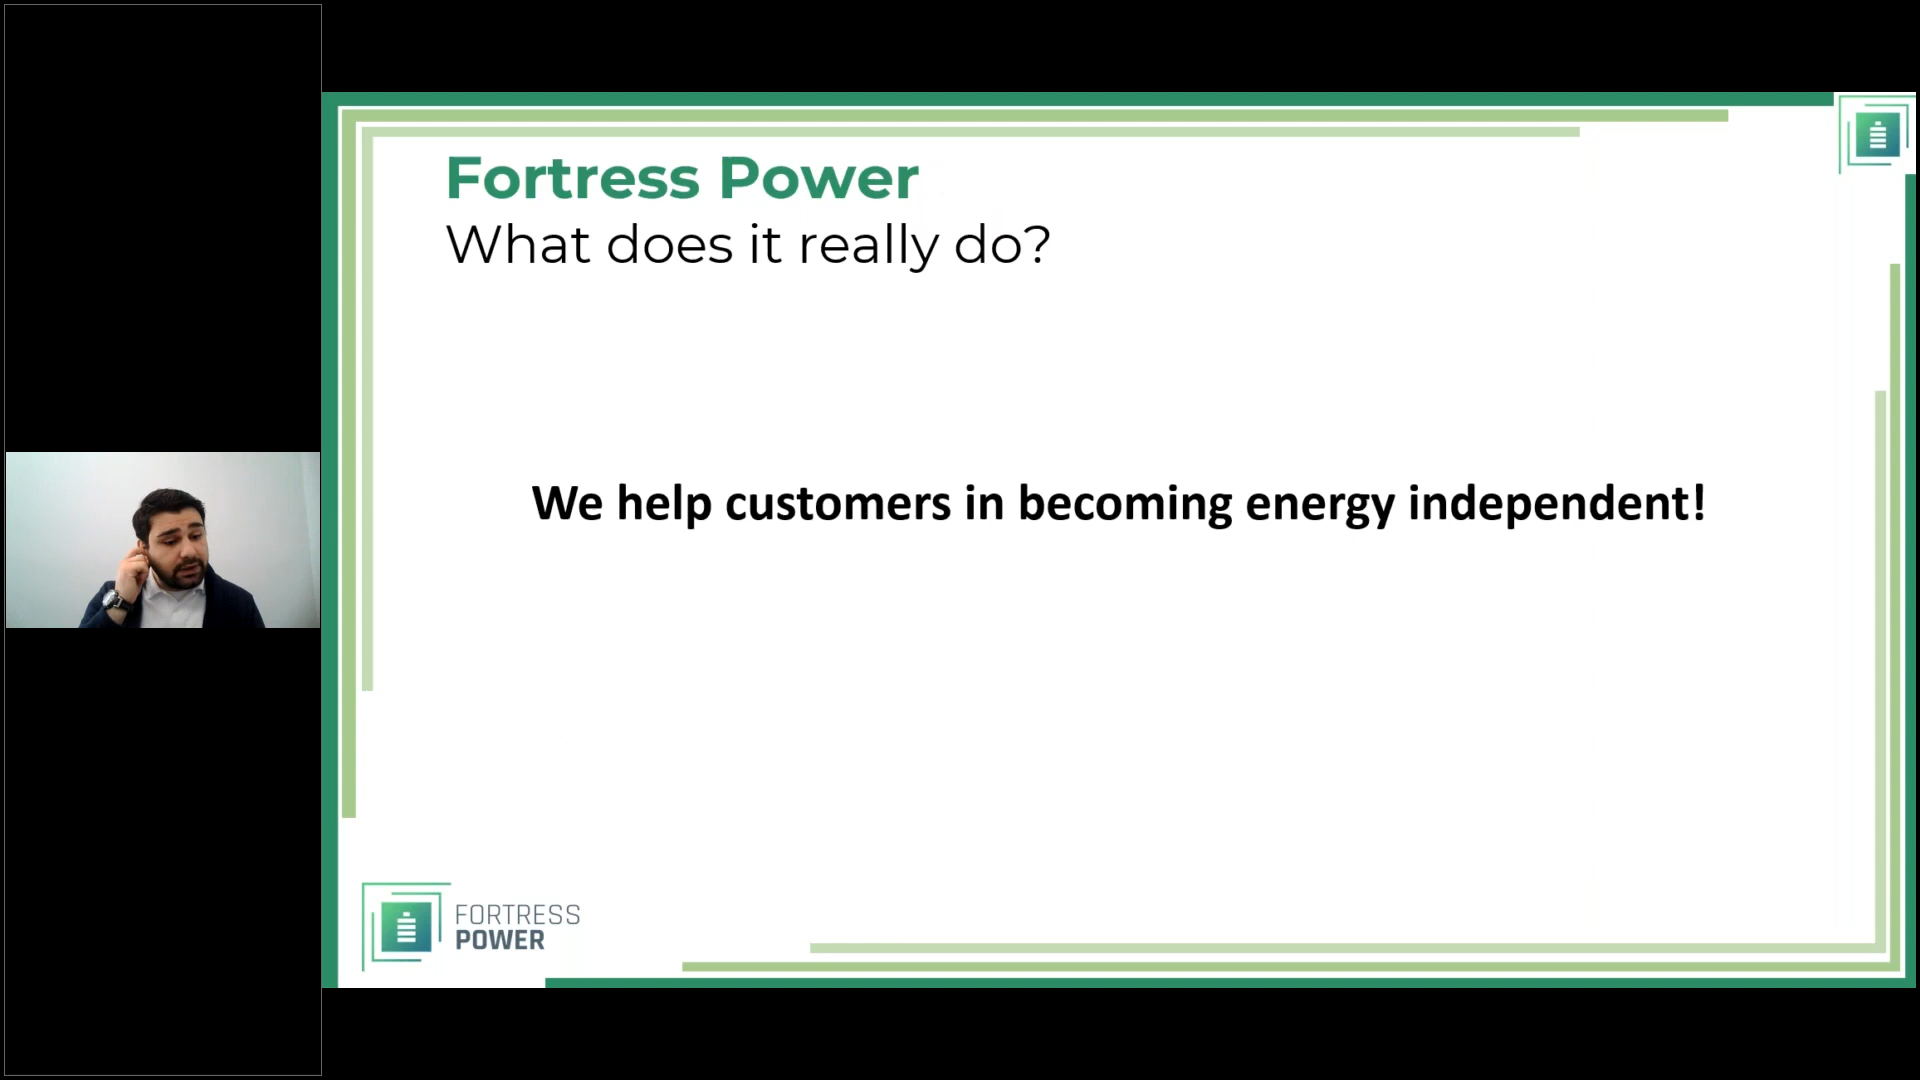 Fortress Power
What does it really do?
We help customers in becoming energy independent!
FORTRESS
POWER